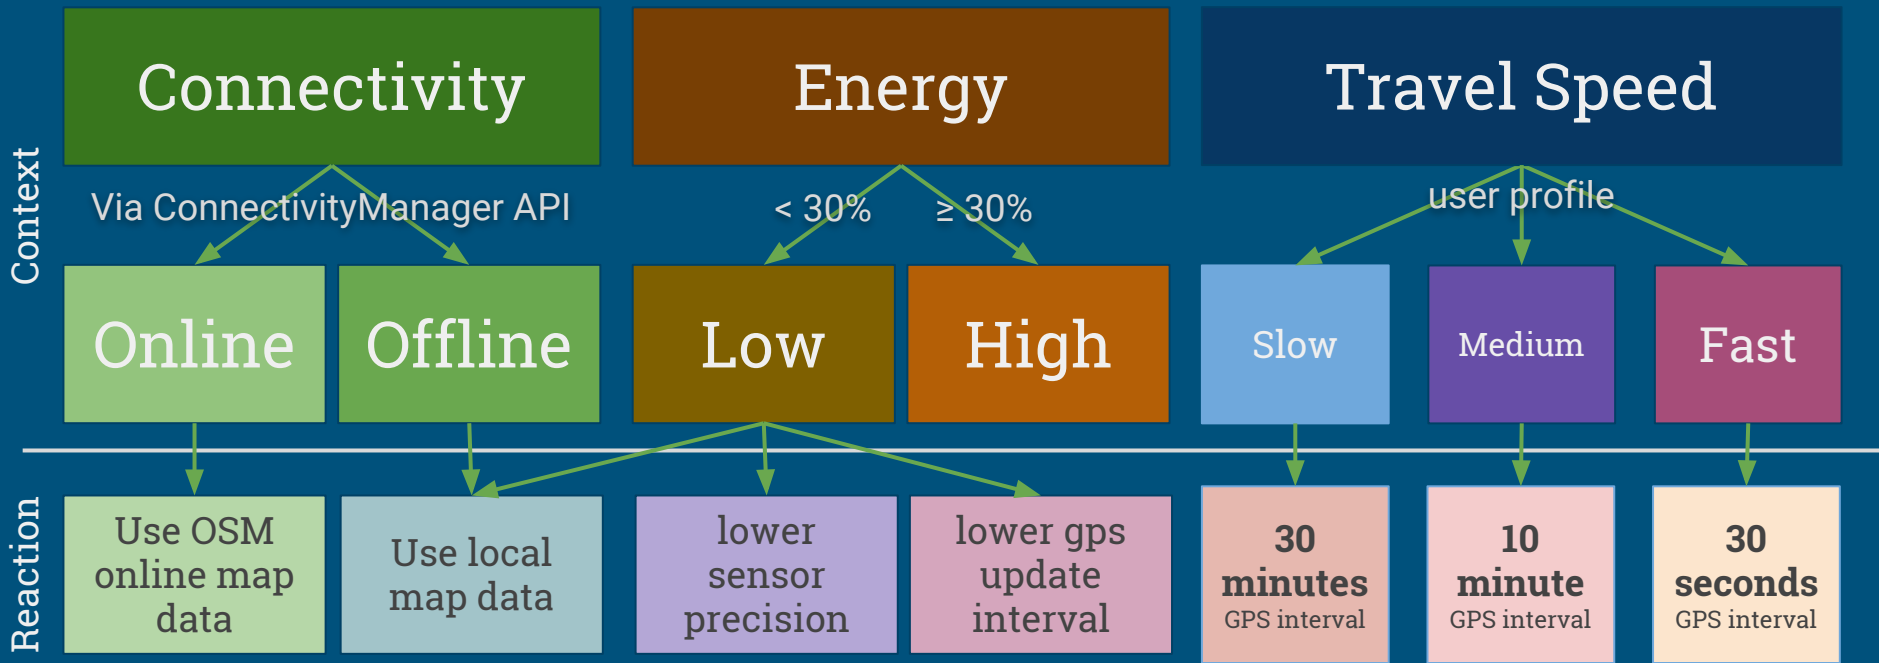 Context
Connectivity
Energy
Travel Speed
Via ConnectivityManager API
< 30%
≥ 30%
user profile
Online
Offline
Low
High
Slow
Medium
Fast
Reaction
Use OSM
online map
data
Use local
map data
lower
sensor
precision
lower gps
update
interval
30
minutes
GPS interval
10
minute
GPS interval
30
seconds
GPS interval